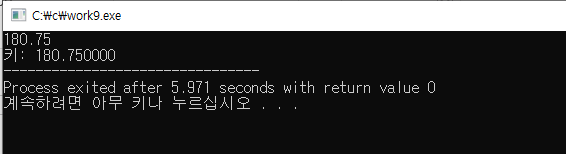 C:₩c₩work9.exe
180.75
키: 180.750000
--------------------------------
Process exited after 5.971 seconds with return value 0
계속하려면 아무 키나 누르십시오 . . .